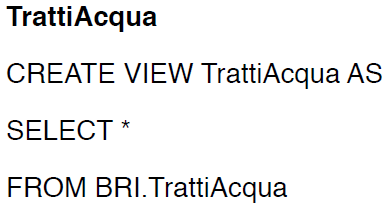 TrattiAcqua
CREATE VIEW TrattiAcqua AS
SELECT *
FROM BRI.TrattiAcqua